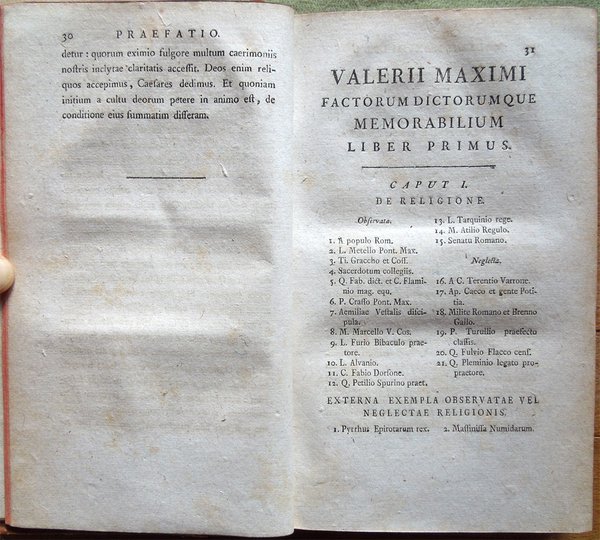 30 PRAEFATIO.
detur: quorum eximio fulgore multum caerimoniis
nostris inclytae claritatis accessit. Deos enim reli-
quos accepimus, Caesares dedimus. Et quoniam
initium a cultu deorum petere in animo est, de
conditione eius summatim disseram.
31
VALERII MAXIMI
FACTORUM DICTORUMQUE
MEMORABILIUM
LIBER PRIMUS.
CAPUT I.
DE RELIGIONE.
Observatae.
1. A populo Rom.
2. L. Metello Pont. Max.
3. Ti. Graccho et Coss.
4. Sacerdotum collegiis.
5. Q. Fab. dict. et C. Flami-
nio mag. equ.
6. P. Crasso Pont. Max.
7. Aemiliae Vestalis disci-
pula.
8. M. Marcello V. Cos.
9. L. Furio Bibaculo prae-
tore.
10. L. Alvanio.
11. C. Fabio Dorsone.
12. Q. Petilio Spurino praet.
13. L. Tarquinio rege.
14. M. Atilio Regulo.
15. Senatu Romano.
Neglectae.
16. A C. Terentio Varrone.
17. Ap. Caeco et gente Poti-
tia.
18. Milite Romano et Brenno
Gallo.
19. P. Turullio praefecto
classis.
20. Q. Fulvio Flacco cens.
21. Q. Pleminio legato pro-
praetore.
EXTERNA EXEMPLA OBSERVATAE VEL
NEGLECTAE RELIGIONIS.
1. Pyrrhus Epirotarum rex. 2. Massinissa Numidarum.